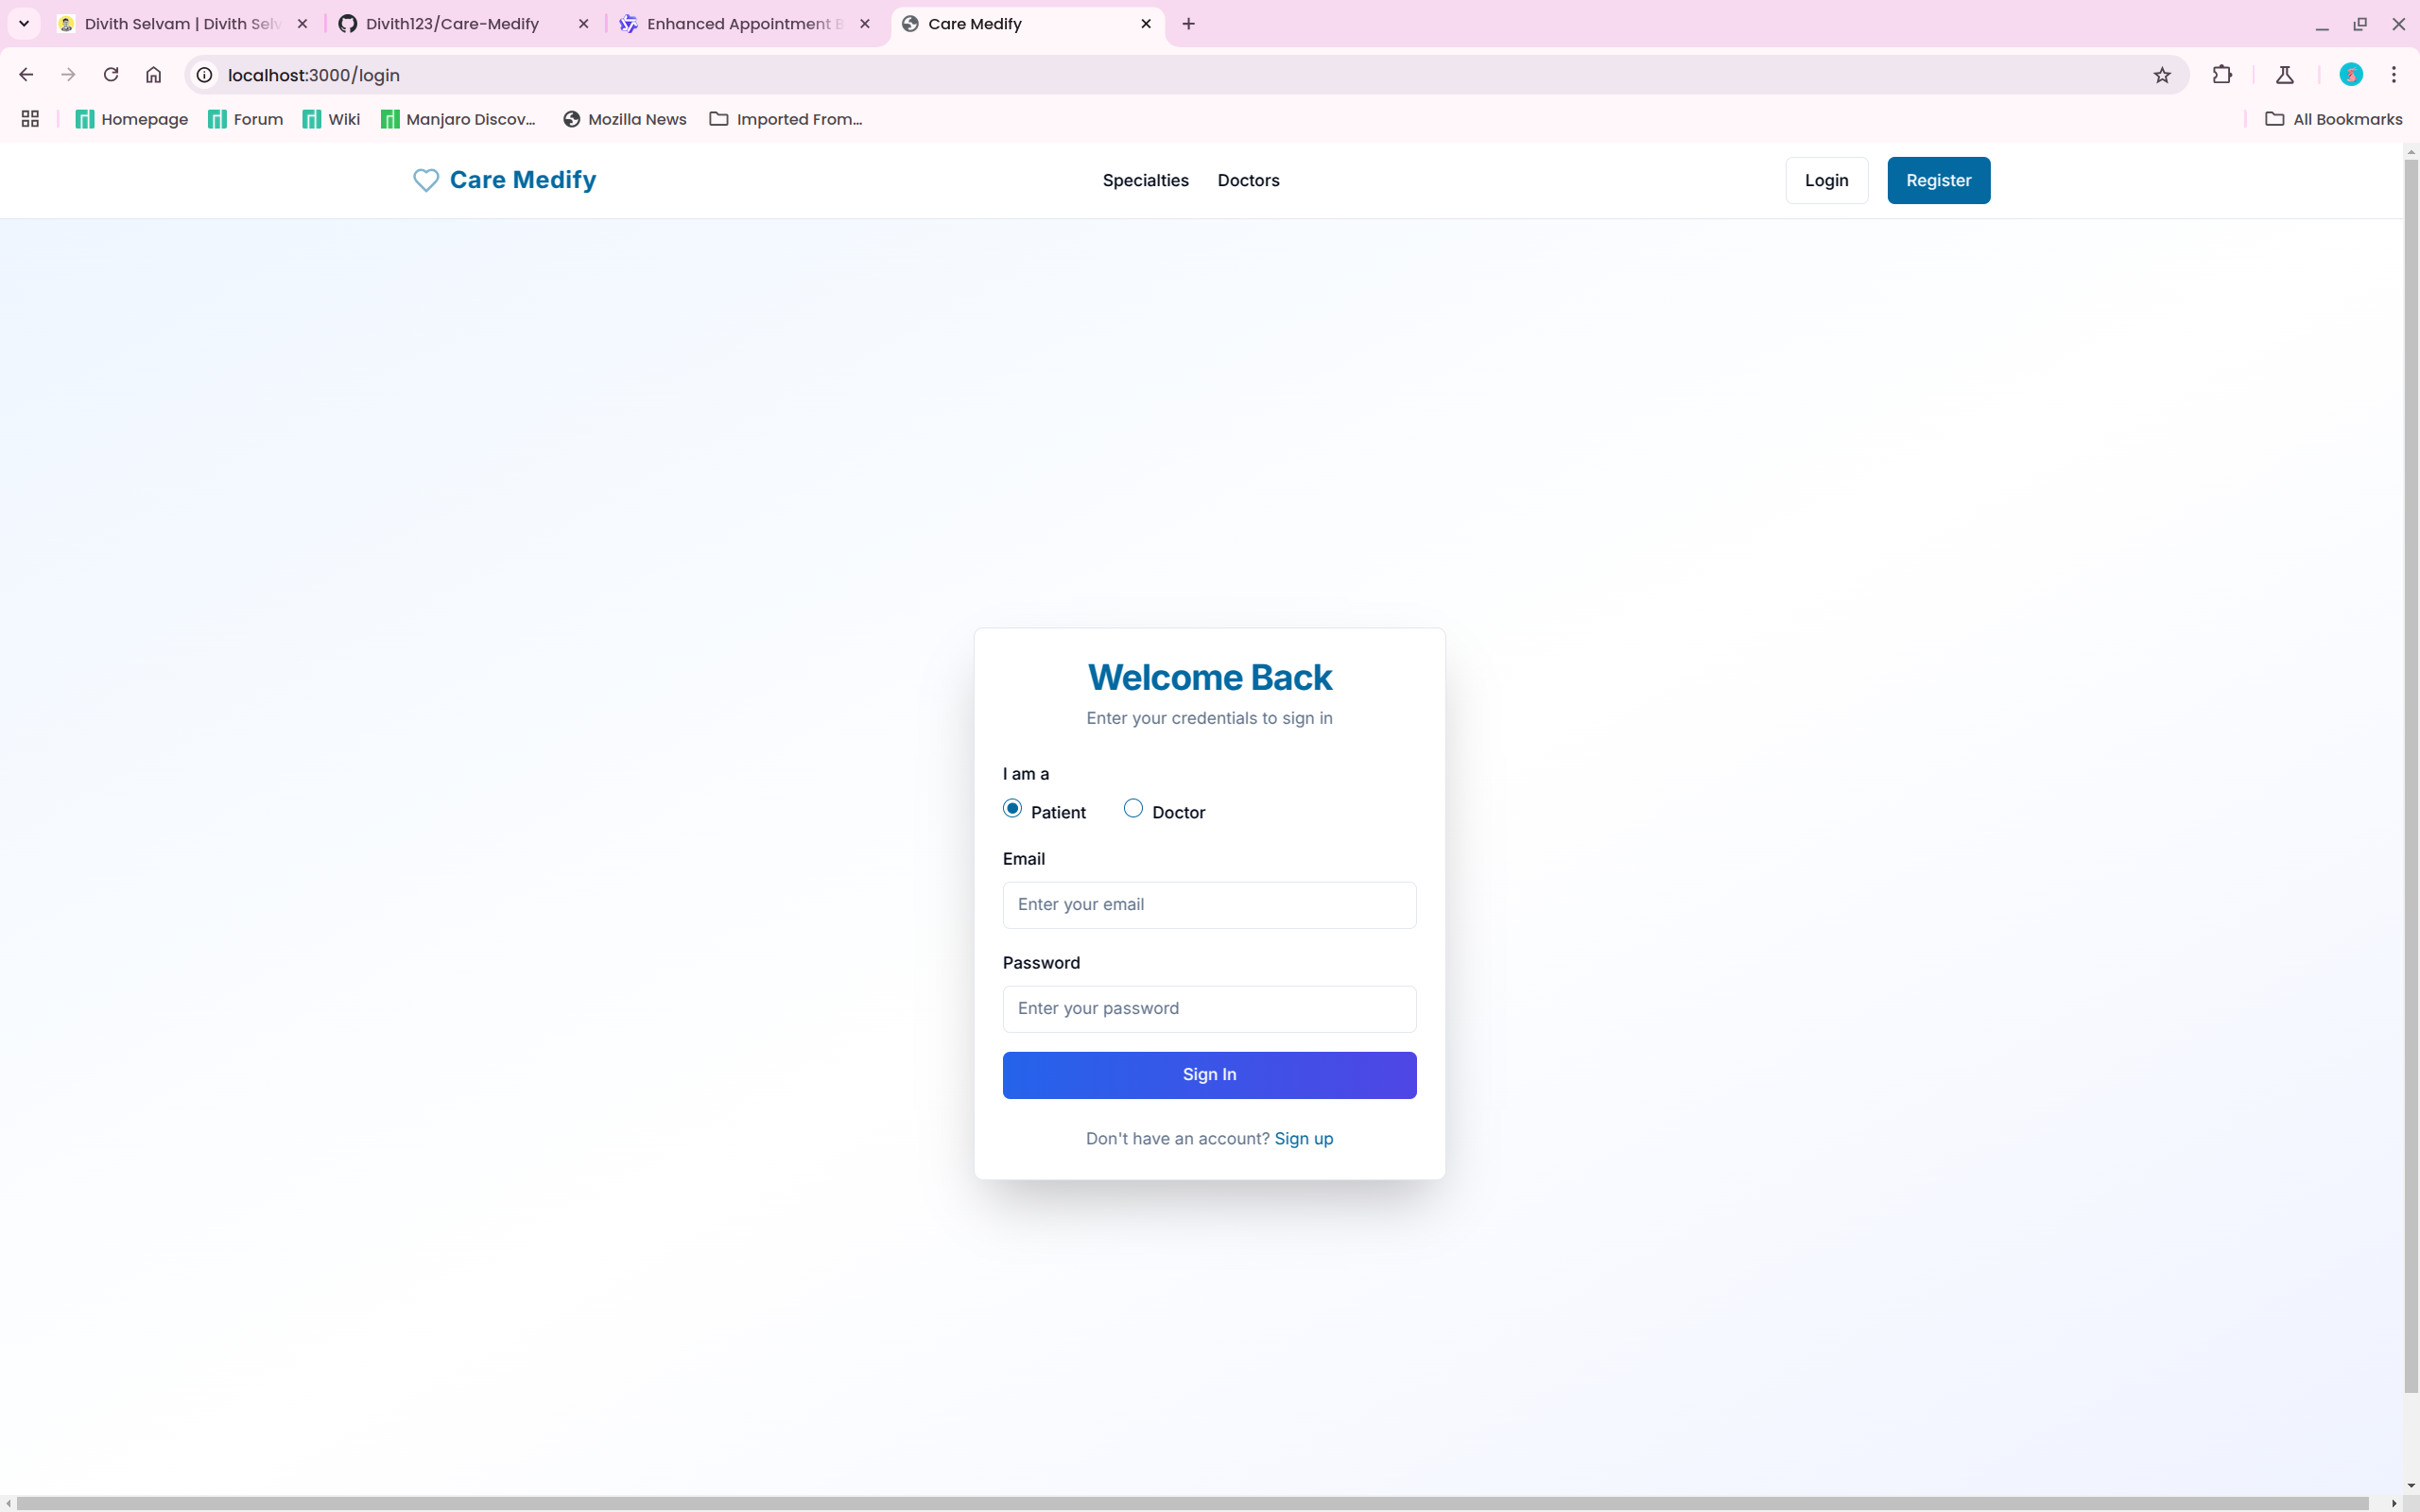 Divith Selvam | Divith Selv
Divith123/Care-Medify
Enhanced Appointment B
Care Medify
localhost:3000/login
Homepage
Forum
Wiki
Manjaro Discov...
Mozilla News
Imported From...
All Bookmarks
Care Medify
Specialties
Doctors
Login
Register
Welcome Back
Enter your credentials to sign in
I am a
Patient
Doctor
Email
Enter your email
Password
Enter your password
Sign In
Don't have an account? Sign up